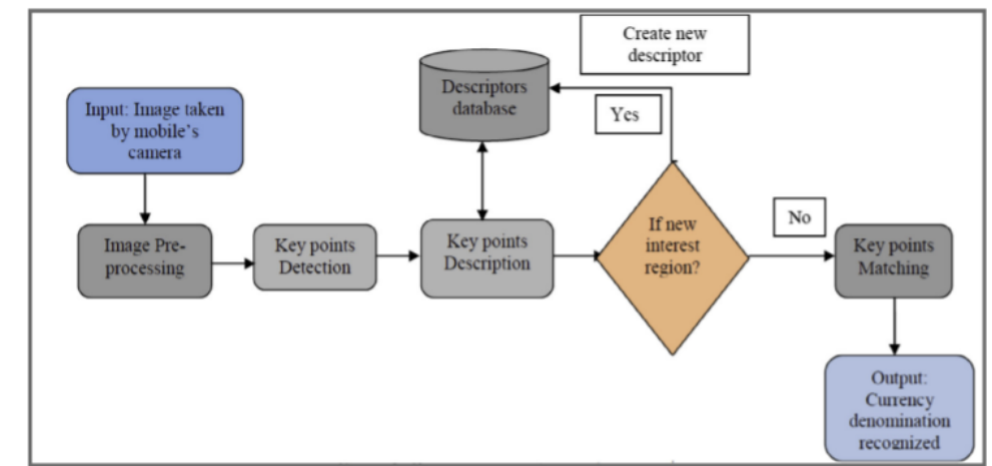 Create new
descriptor
Descriptors
database
Yes
Input: Image taken
by mobile's
camera
Image Pre-
processing
Key points
Detection
Key points
Description
If new
interest
region?
No
Key points
Matching
Output:
Currency
denomination
recognized